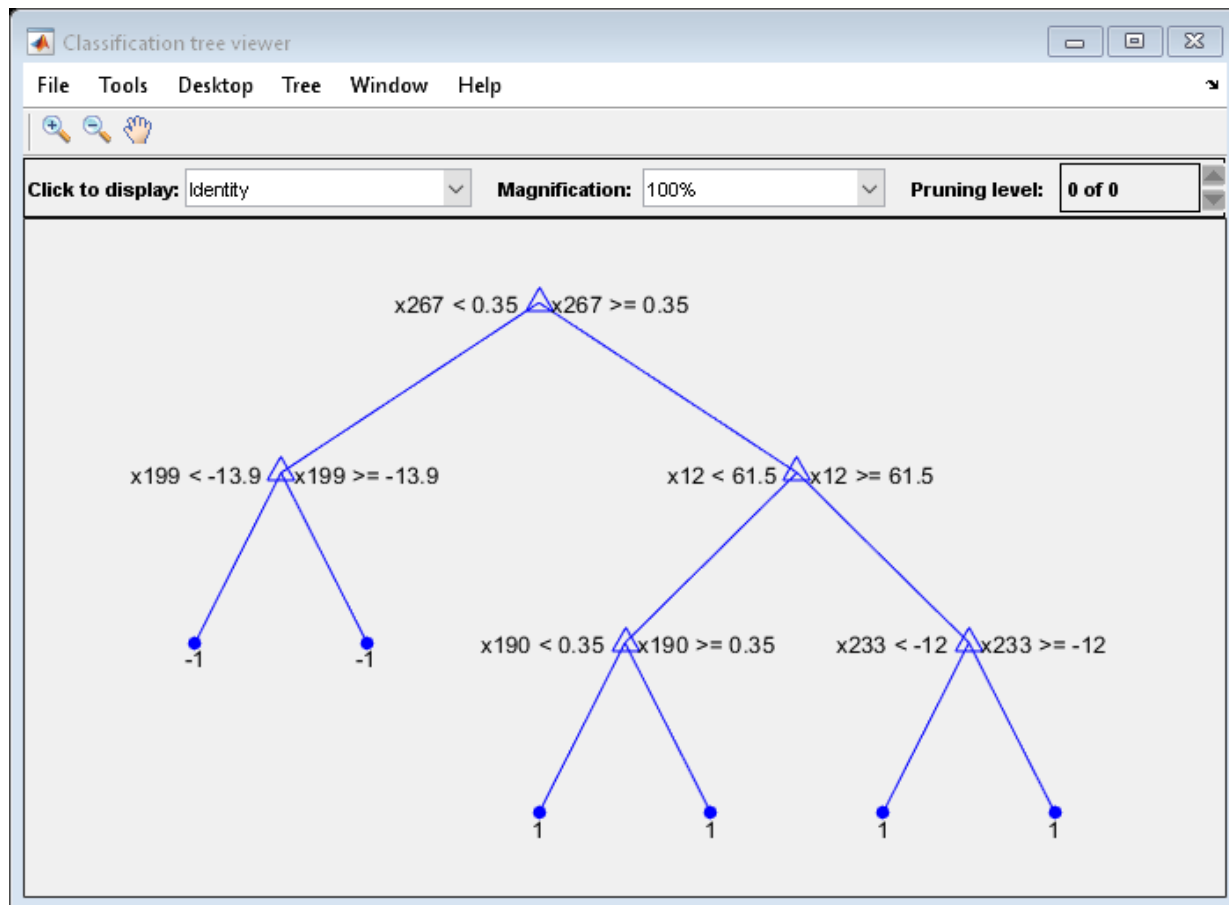 Classification tree viewer
File Tools Desktop Tree Window Help
Click to display: Identity Magnification: 100% Pruning level: 0 of 0
x267 < 0.35 x267 >= 0.35
x199 < -13.9 x199 >= -13.9 x12 < 61.5 x12 >= 61.5
x190 < 0.35 x190 >= 0.35 x233 < -12 x233 >= -12
-1 -1
1 1 1 1